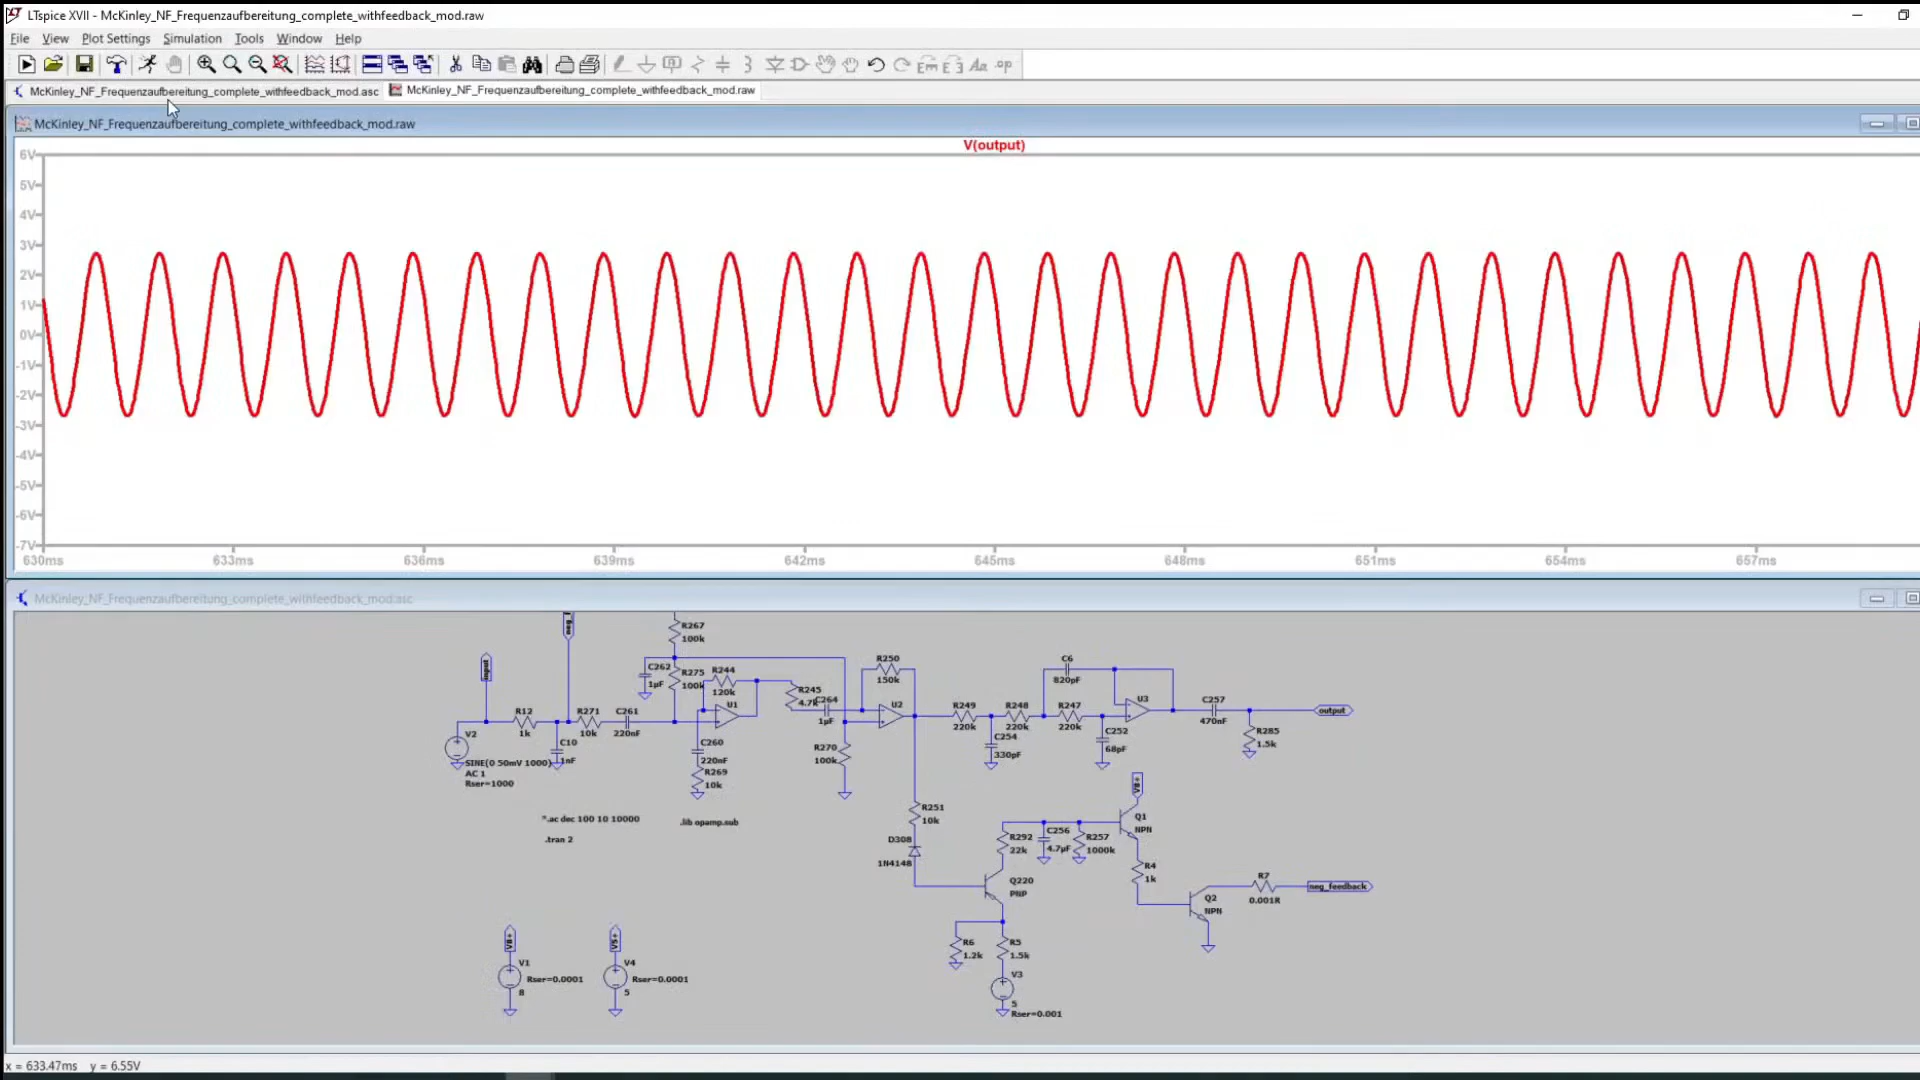 LTspice XVII - McKinley_NF_Frequenzaufbereitung_complete_withfeedback_mod.raw
File View Plot Settings Simulation Tools Window Help
McKinley_NF_Frequenzaufbereitung_complete_withfeedback_mod.asc McKinley_NF_Frequenzaufbereitung_complete_withfeedback_mod.raw
McKinley_NF_Frequenzaufbereitung_complete_withfeedback_mod.raw
V(output)
6V
5V
4V
3V
2V
1V
0V
-1V
-2V
-3V
-4V
-5V
-6V
-7V
630ms 633ms 636ms 639ms 642ms 645ms 648ms 651ms 654ms 657ms
McKinley_NF_Frequenzaufbereitung_complete_withfeedback_mod.asc
R267
100k
input
C262
1µF
R275
100k
R244
120k
R245
4.7k
C264
1µF
R250
150k
C6
820pF
R12
1k
R271
10k
C261
220nF
U1
U2
R249
220k
R248
220k
R247
220k
U3
C257
470nF
output
V2
SINE(0 50mV 1000)
AC 1
Rser=1000
C10
1nF
C260
220nF
R269
10k
R270
100k
C254
330pF
C252
68pF
R285
1.5k
V8+
*.ac dec 100 10 10000
.tran 2
.lib opamp.sub
R251
10k
D308
1N4148
R292
22k
C256
4.7µF
R257
1000k
Q1
NPN
R4
1k
Q220
PNP
Q2
NPN
R7
0.001R
neg_feedback
R6
1.2k
R5
1.5k
V3
5
Rser=0.001
V8+
V1
Rser=0.0001
8
V5+
V4
Rser=0.0001
5
x = 633.47ms y = 6.55V